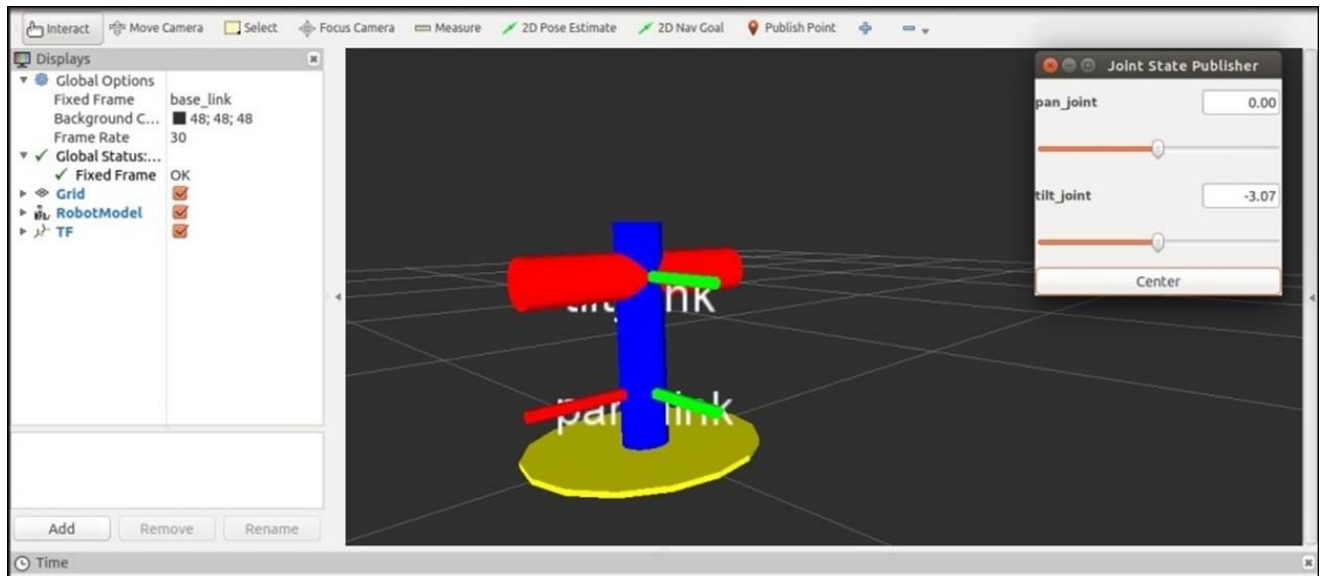 Interact Move Camera Select Focus Camera Measure 2D Pose Estimate 2D Nav Goal Publish Point
Displays
Global Options
Fixed Frame base_link
Background C... 48; 48; 48
Frame Rate 30
Global Status:...
Fixed Frame OK
Grid
RobotModel
TF
Add Remove Rename
Time
Joint State Publisher
pan_joint 0.00
tilt_joint -3.07
Center